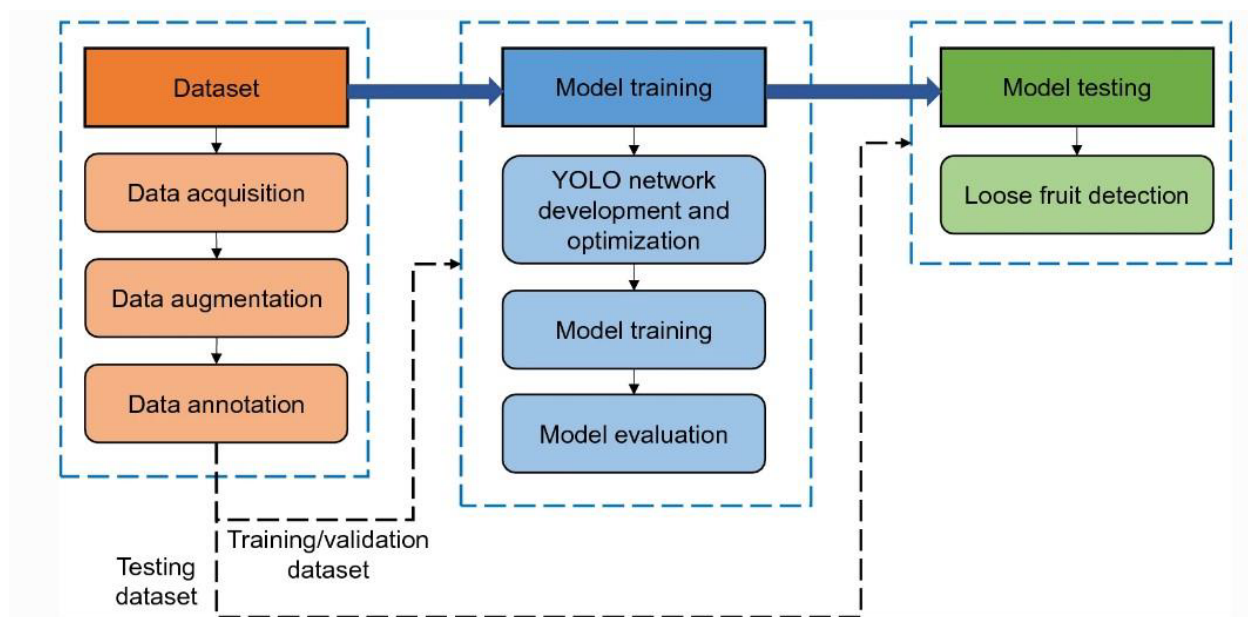 Dataset
Data acquisition
Data augmentation
Data annotation
Model training
YOLO network
development and
optimization
Model training
Model evaluation
Model testing
Loose fruit detection
Training/validation
dataset
Testing
dataset